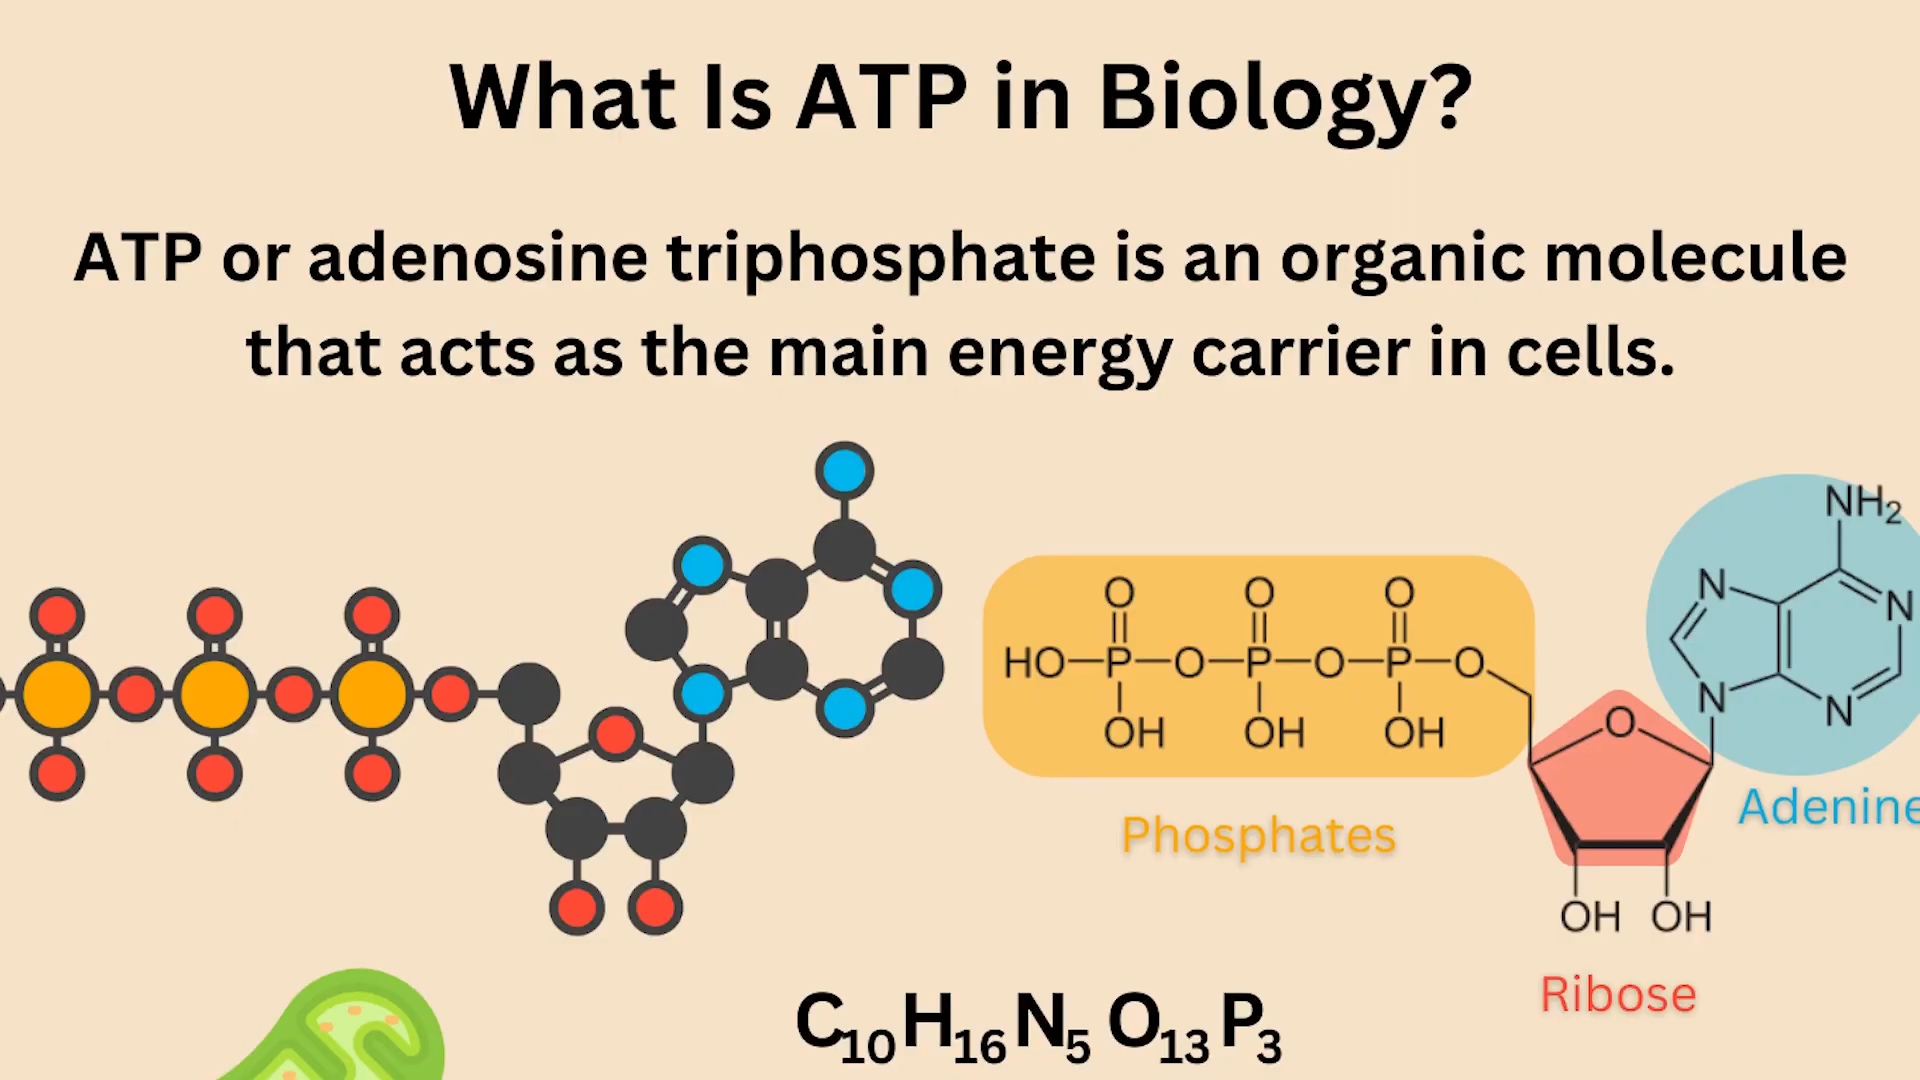 What Is ATP in Biology?
ATP or adenosine triphosphate is an organic molecule
that acts as the main energy carrier in cells.
NH2
O O O
N N
HO P O P O P O
N N
OH OH OH
O
Adenine
Phosphates
OH OH
Ribose
C10H16N5O13P3